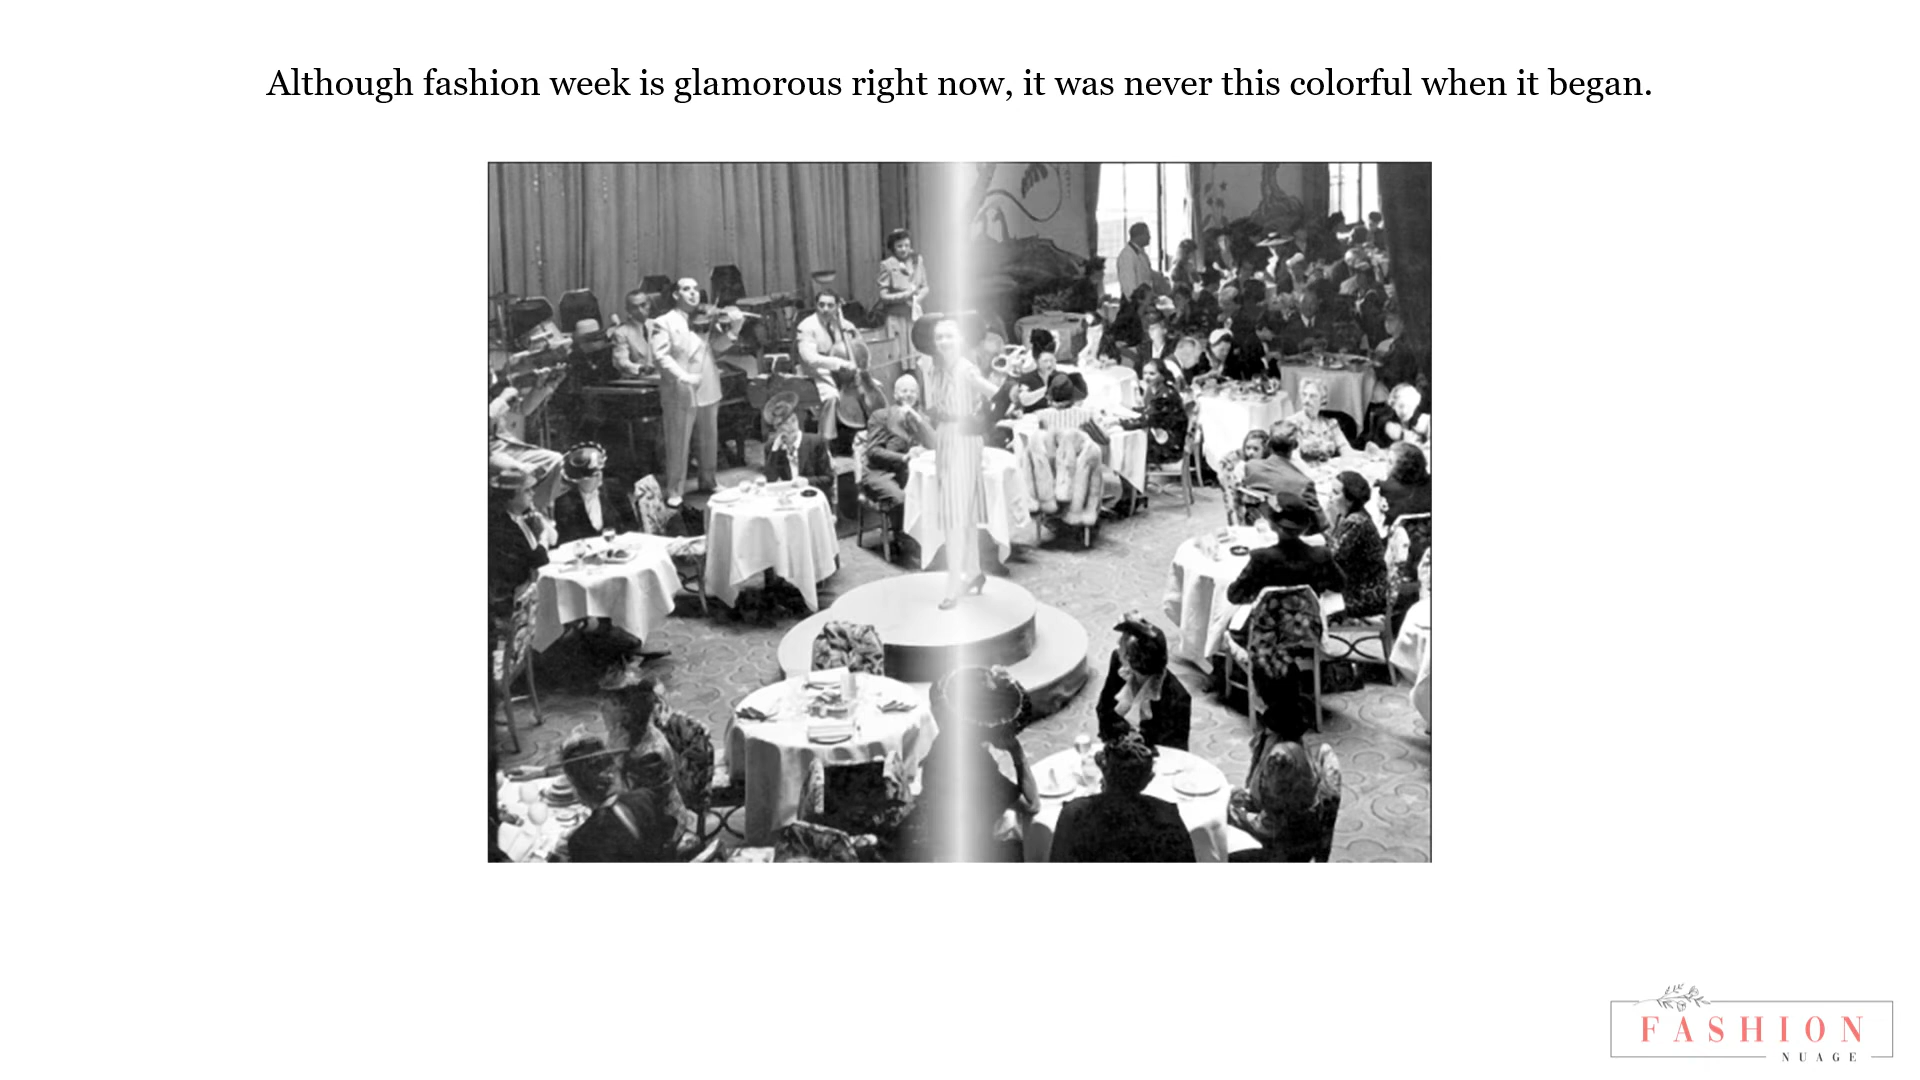 Although fashion week is glamorous right now, it was never this colorful when it began.
FASHION
NUAGE